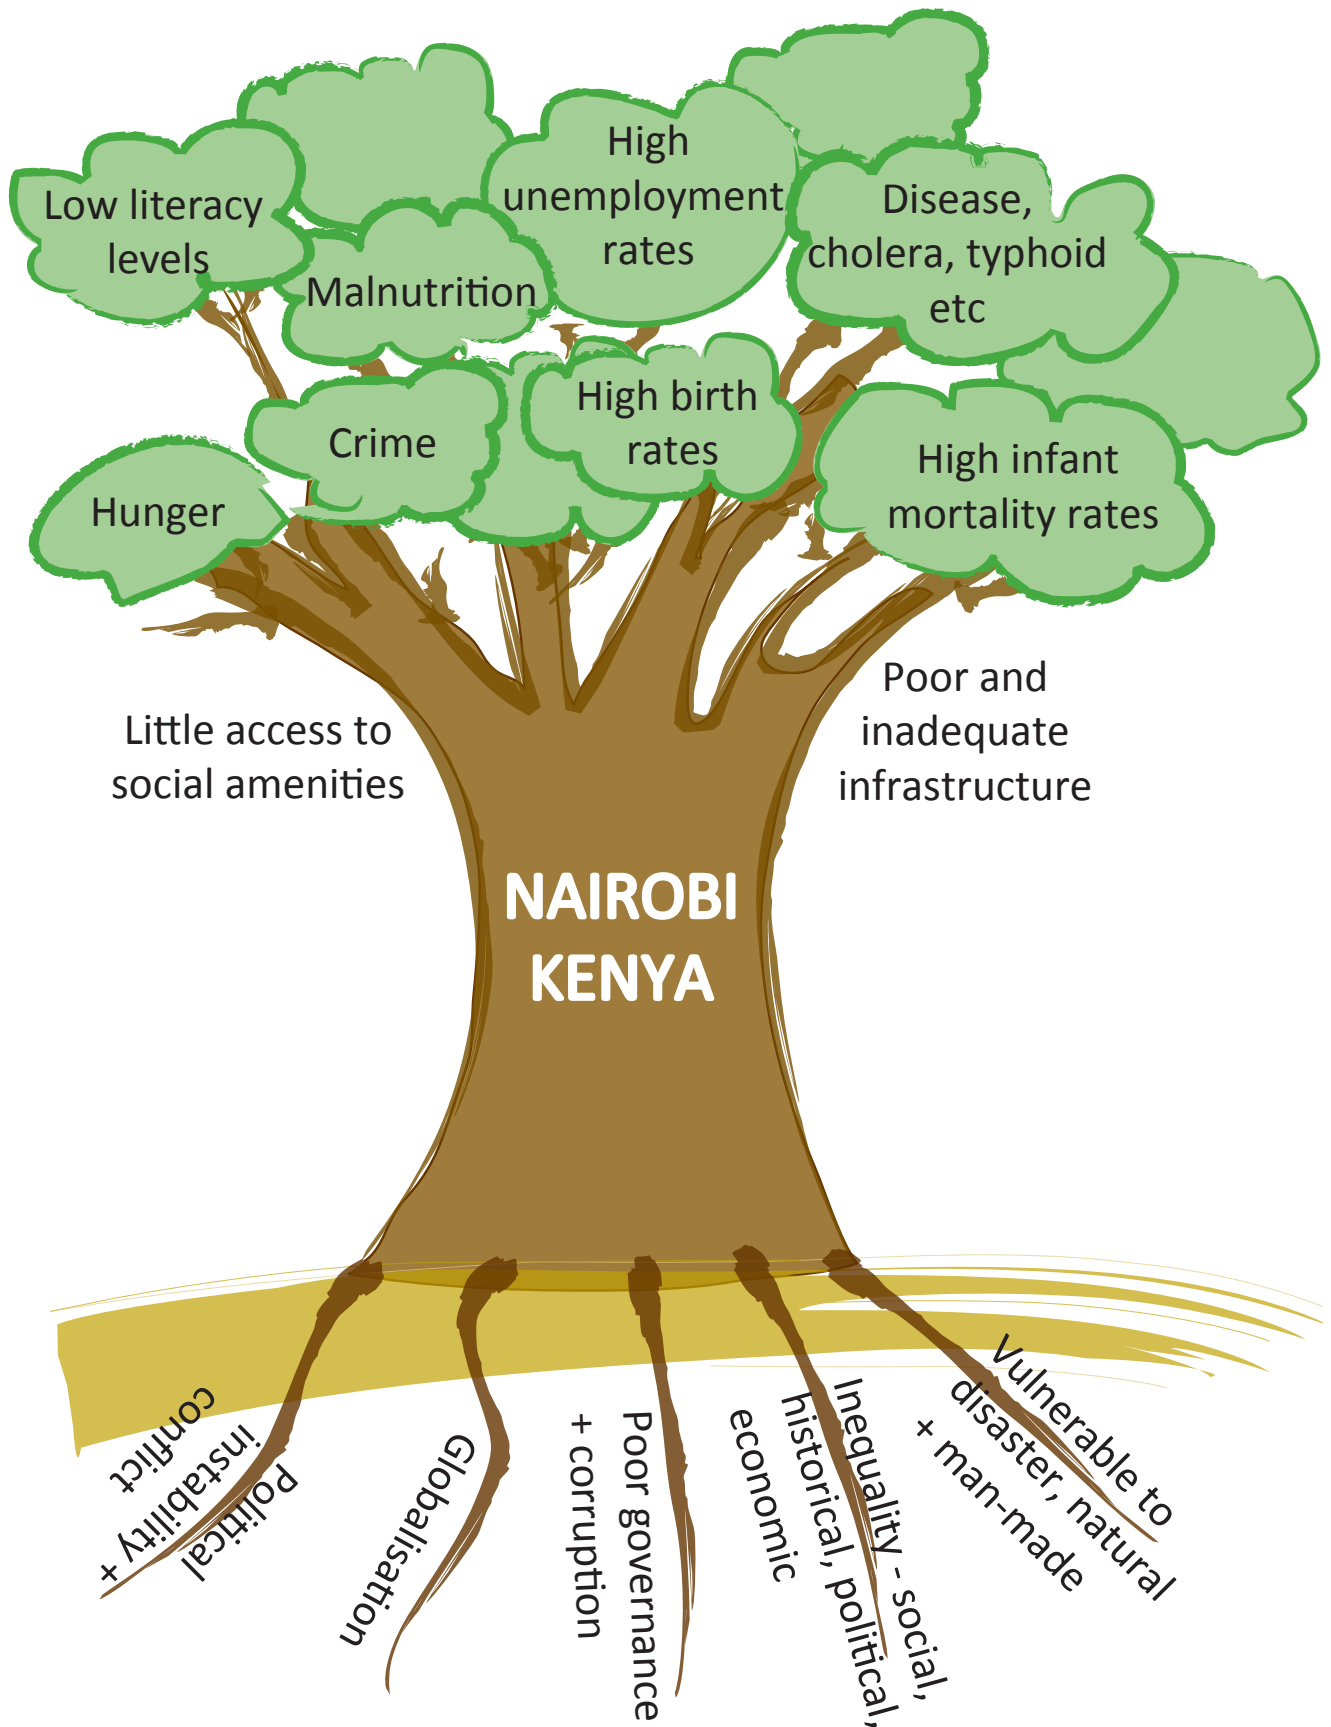 High
unemployment
rates
Disease,
cholera, typhoid
etc
Low literacy
levels
Malnutrition
High birth
rates
Crime
High infant
mortality rates
Hunger
Poor and
inadequate
infrastructure
Little access to
social amenities
NAIROBI
KENYA
Political
instability +
conflict
Globalisation
Poor governance
+ corruption
Inequality - social,
historical, political,
economic
Vulnerable to
disaster, natural
+ man-made